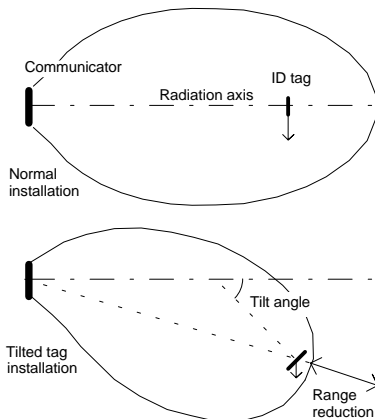 Communicator
ID tag
Radiation axis
Normal
installation
Tilt angle
Tilted tag
installation
Range
reduction